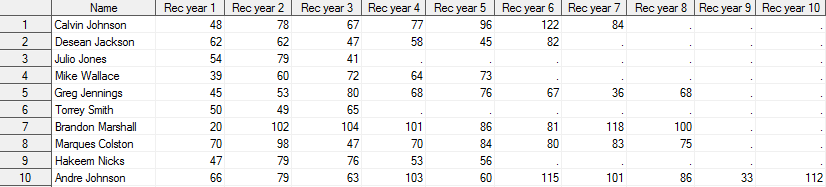 Name Rec year 1 Rec year 2 Rec year 3 Rec year 4 Rec year 5 Rec year 6 Rec year 7 Rec year 8 Rec year 9 Rec year 10
1 Calvin Johnson 48 78 67 77 96 122 84 . . .
2 Desean Jackson 62 62 47 58 45 82 . . . .
3 Julio Jones 54 79 41 . . . . . . .
4 Mike Wallace 39 60 72 64 73 . . . . .
5 Greg Jennings 45 53 80 68 76 67 36 68 . .
6 Torrey Smith 50 49 65 . . . . . . .
7 Brandon Marshall 20 102 104 101 86 81 118 100 . .
8 Marques Colston 70 98 47 70 84 80 83 75 . .
9 Hakeem Nicks 47 79 76 53 56 . . . . .
10 Andre Johnson 66 79 63 103 60 115 101 86 33 112